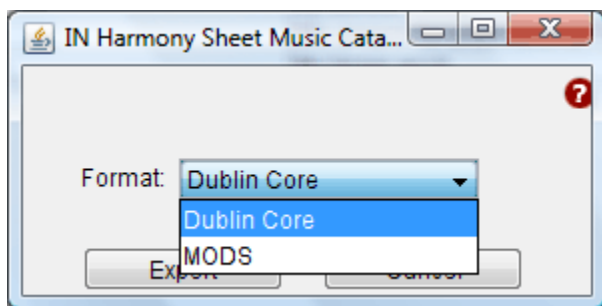 IN Harmony Sheet Music Cata...
?
Format: Dublin Core
Dublin Core
MODS